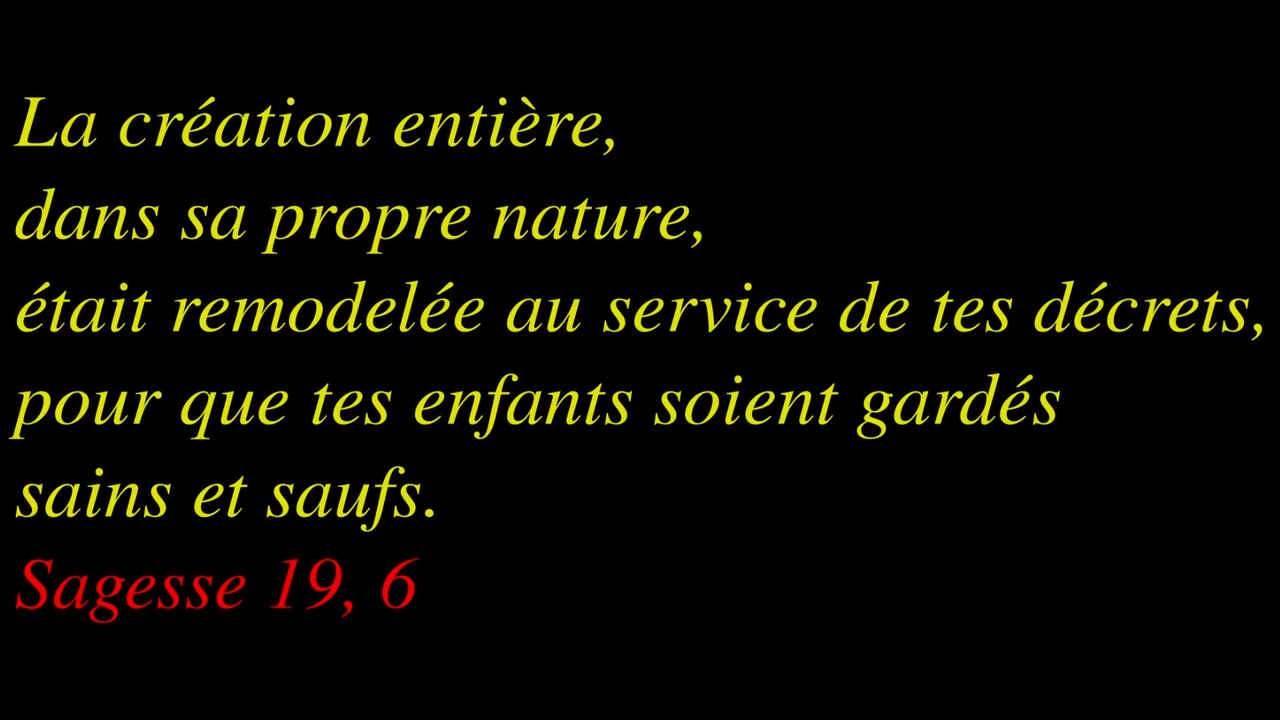 La création entière,
dans sa propre nature,
était remodelée au service de tes décrets,
pour que tes enfants soient gardés
sains et saufs.
Sagesse 19, 6